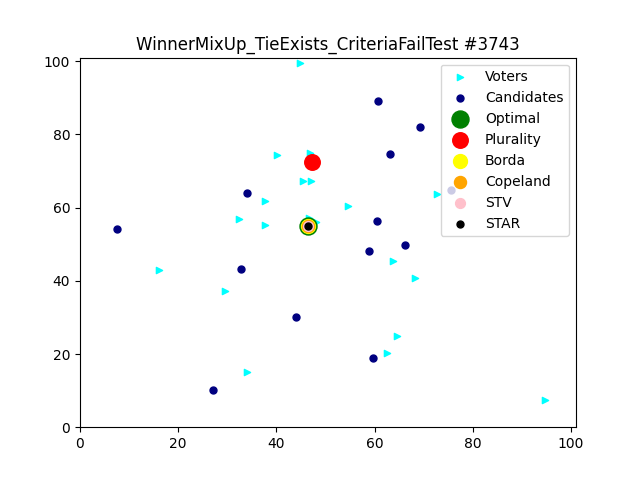 WinnerMixUp_TieExists_CriteriaFailTest #3743
100
80
60
40
20
0
0 20 40 60 80 100
Voters
Candidates
Optimal
Plurality
Borda
Copeland
STV
STAR